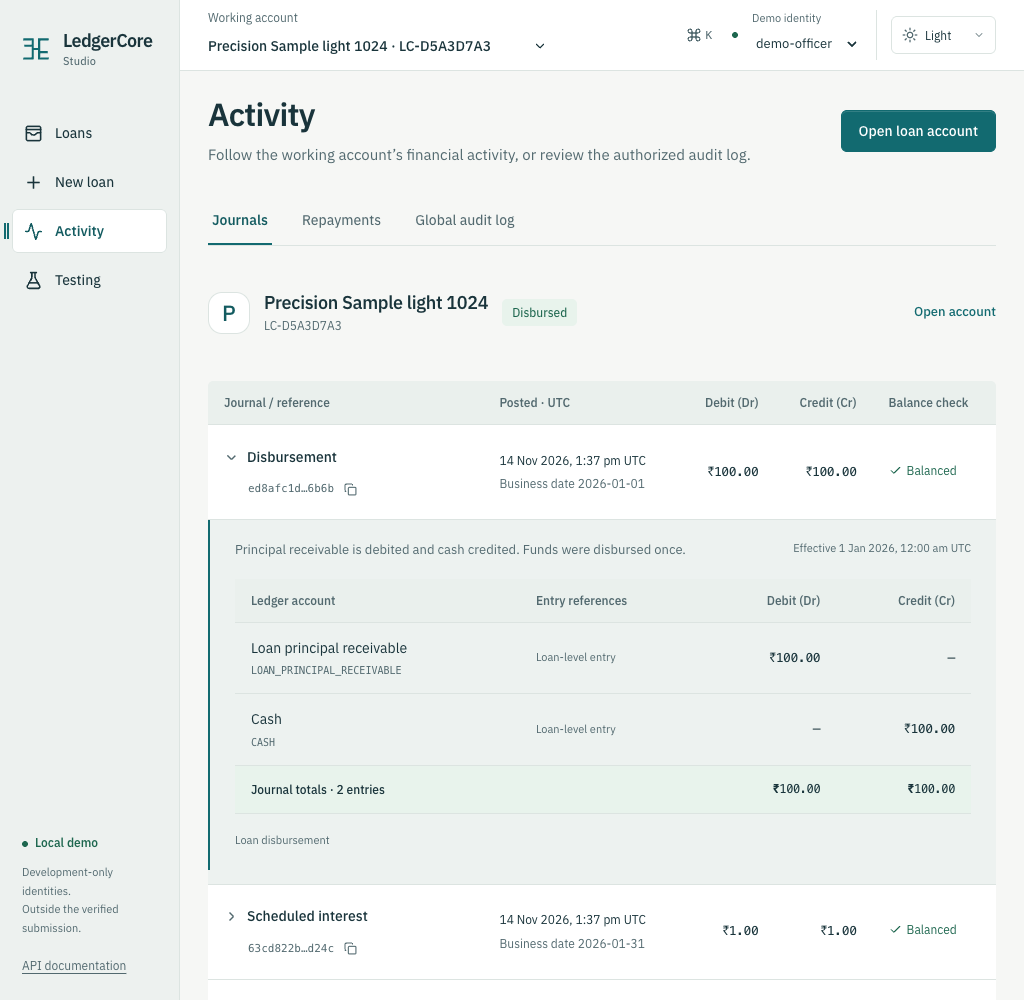 LedgerCore
Studio
Loans
New loan
Activity
Testing
Local demo
Development-only
identities.
Outside the verified
submission.
API documentation
Working account
Precision Sample light 1024 · LC-D5A3D7A3
⌘ K
Demo identity
demo-officer
Light
Activity
Follow the working account’s financial activity, or review the authorized audit log.
Open loan account
Journals Repayments Global audit log
P
Precision Sample light 1024
LC-D5A3D7A3
Disbursed
Open account
Journal / reference Posted · UTC Debit (Dr) Credit (Cr) Balance check
Disbursement
ed8afc1d…6b6b
14 Nov 2026, 1:37 pm UTC
Business date 2026-01-01
₹100.00 ₹100.00 Balanced
Principal receivable is debited and cash credited. Funds were disbursed once.
Effective 1 Jan 2026, 12:00 am UTC
Ledger account Entry references Debit (Dr) Credit (Cr)
Loan principal receivable
LOAN_PRINCIPAL_RECEIVABLE
Loan-level entry ₹100.00 —
Cash
CASH
Loan-level entry — ₹100.00
Journal totals · 2 entries ₹100.00 ₹100.00
Loan disbursement
Scheduled interest
63cd822b…d24c
14 Nov 2026, 1:37 pm UTC
Business date 2026-01-31
₹1.00 ₹1.00 Balanced